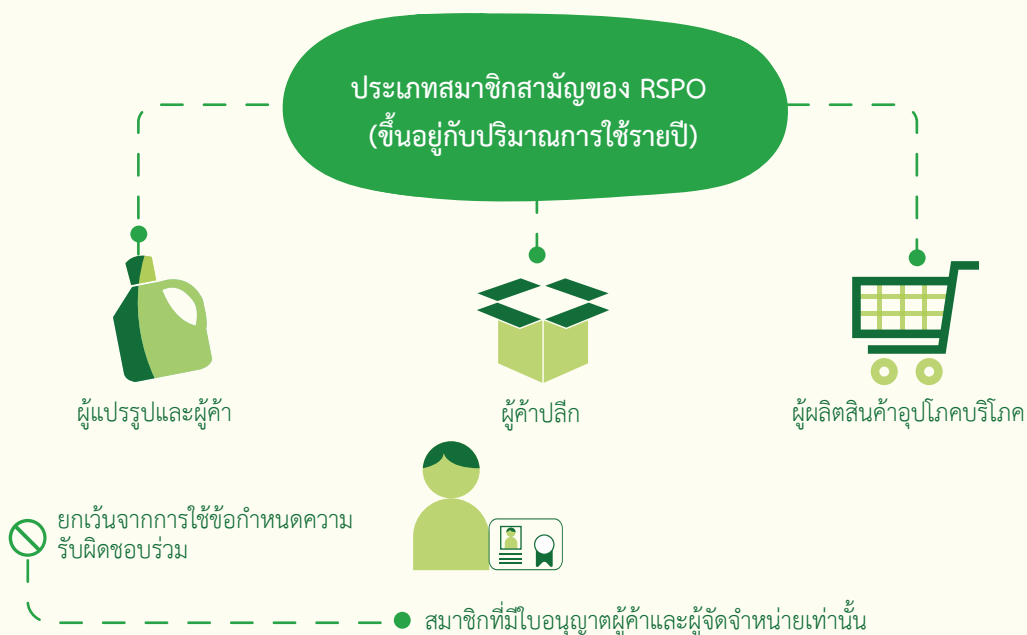 ประเภทสมาชิกสามัญของ RSPO
(ขึ้นอยู่กับปริมาณการใช้รายปี)
ผู้แปรรูปและผู้ค้า
ผู้ค้าปลีก
ผู้ผลิตสินค้าอุปโภคบริโภค
ยกเว้นจากการใช้ข้อกำหนดความ
รับผิดชอบร่วม
สมาชิกที่มีใบอนุญาตผู้ค้าและผู้จัดจำหน่ายเท่านั้น